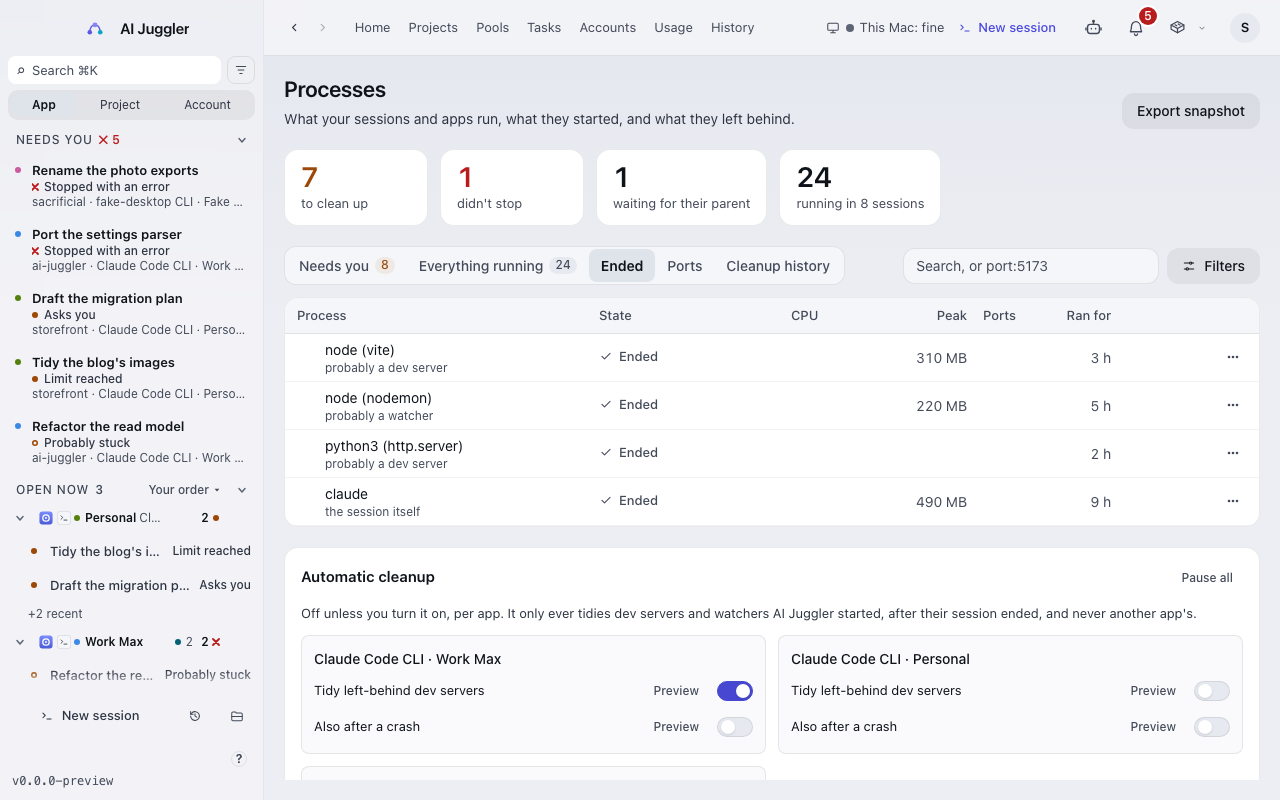 AI Juggler
Search ⌘K
App Project Account
NEEDS YOU 5
Rename the photo exports
Stopped with an error
sacrificial · fake-desktop CLI · Fake ...
Port the settings parser
Stopped with an error
ai-juggler · Claude Code CLI · Work ...
Draft the migration plan
Asks you
storefront · Claude Code CLI · Perso...
Tidy the blog's images
Limit reached
storefront · Claude Code CLI · Perso...
Refactor the read model
Probably stuck
ai-juggler · Claude Code CLI · Work ...
OPEN NOW 3 Your order
Personal Cl... 2
Tidy the blog's i... Limit reached
Draft the migration p... Asks you
+2 recent
Work Max 2 2
Refactor the re... Probably stuck
New session
?
v0.0.0-preview
Home Projects Pools Tasks Accounts Usage History
This Mac: fine New session 5 S
Processes
What your sessions and apps run, what they started, and what they left behind.
Export snapshot
7
to clean up
1
didn't stop
1
waiting for their parent
24
running in 8 sessions
Needs you 8 Everything running 24 Ended Ports Cleanup history
Search, or port:5173 Filters
Process State CPU Peak Ports Ran for
node (vite) Ended 310 MB 3 h ...
probably a dev server
node (nodemon) Ended 220 MB 5 h ...
probably a watcher
python3 (http.server) Ended 2 h ...
probably a dev server
claude Ended 490 MB 9 h ...
the session itself
Automatic cleanup Pause all
Off unless you turn it on, per app. It only ever tidies dev servers and watchers AI Juggler started, after their session ended, and never another app's.
Claude Code CLI · Work Max
Tidy left-behind dev servers Preview
Also after a crash Preview
Claude Code CLI · Personal
Tidy left-behind dev servers Preview
Also after a crash Preview